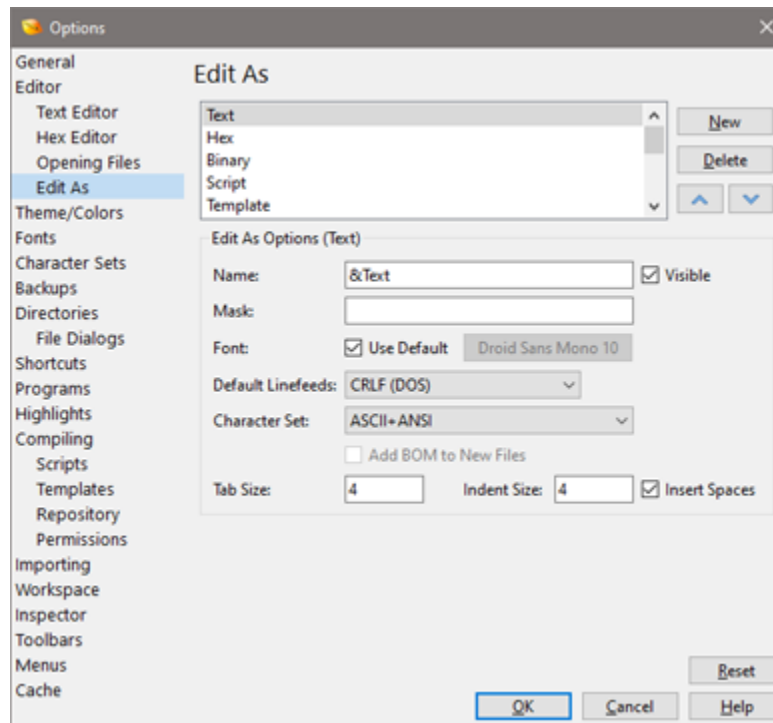 Options
General
Editor
Text Editor
Hex Editor
Opening Files
Edit As
Theme/Colors
Fonts
Character Sets
Backups
Directories
File Dialogs
Shortcuts
Programs
Highlights
Compiling
Scripts
Templates
Repository
Permissions
Importing
Workspace
Inspector
Toolbars
Menus
Cache
Edit As
Text
Hex
Binary
Script
Template
New
Delete
Edit As Options (Text)
Name: &Text Visible
Mask:
Font: Use Default Droid Sans Mono 10
Default Linefeeds: CRLF (DOS)
Character Set: ASCII+ANSI
Add BOM to New Files
Tab Size: 4 Indent Size: 4 Insert Spaces
Reset
OK Cancel Help